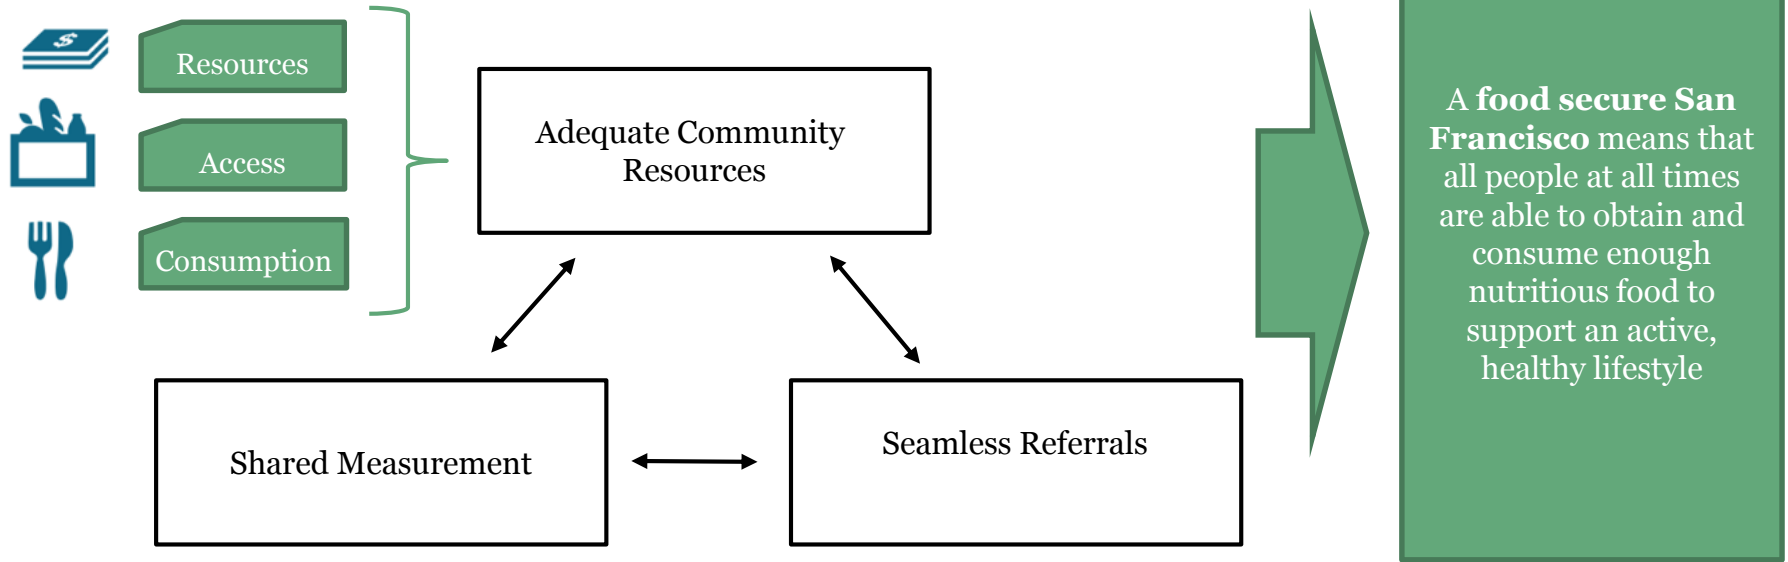 $
Resources
Access
Consumption
Adequate Community
Resources
Shared Measurement
Seamless Referrals
A food secure San
Francisco means that
all people at all times
are able to obtain and
consume enough
nutritious food to
support an active,
healthy lifestyle